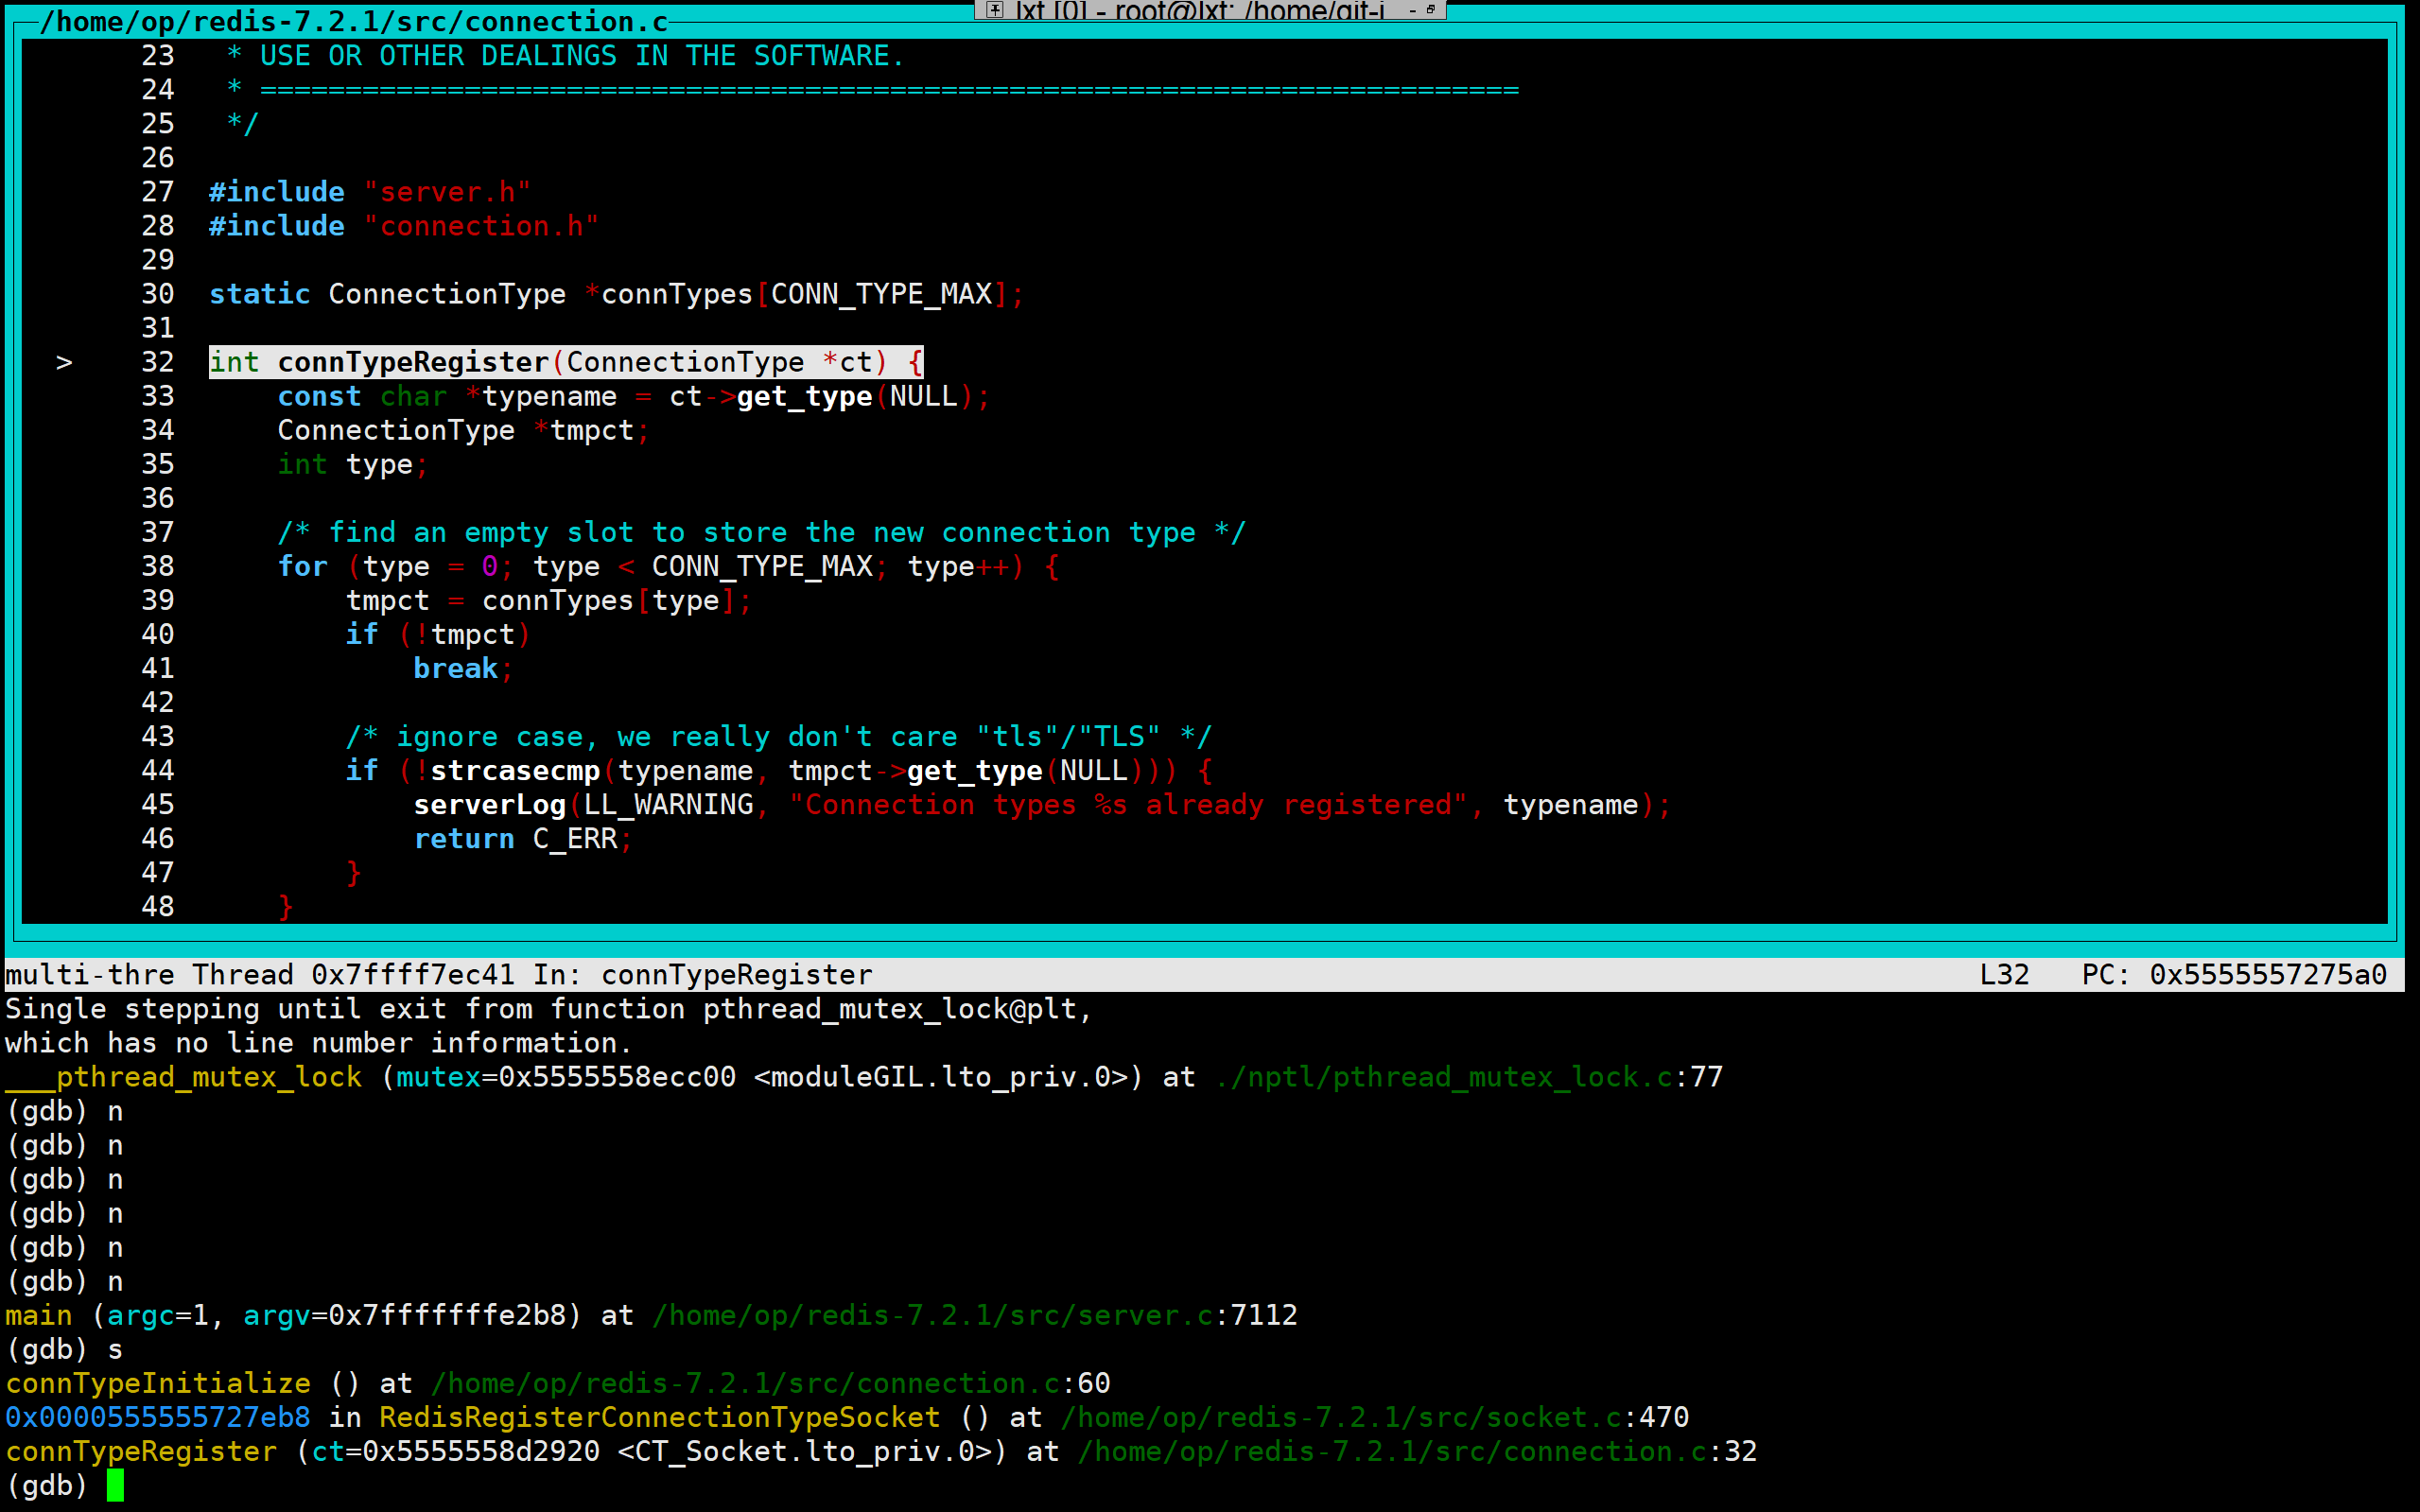 lxt [0] - root@lxt: /home/git-i
/home/op/redis-7.2.1/src/connection.c
23   * USE OR OTHER DEALINGS IN THE SOFTWARE.
24   * ==========================================================================
25   */
26
27  #include "server.h"
28  #include "connection.h"
29
30  static ConnectionType *connTypes[CONN_TYPE_MAX];
31
> 32  int connTypeRegister(ConnectionType *ct) {
33      const char *typename = ct->get_type(NULL);
34      ConnectionType *tmpct;
35      int type;
36
37      /* find an empty slot to store the new connection type */
38      for (type = 0; type < CONN_TYPE_MAX; type++) {
39          tmpct = connTypes[type];
40          if (!tmpct)
41              break;
42
43          /* ignore case, we really don't care "tls"/"TLS" */
44          if (!strcasecmp(typename, tmpct->get_type(NULL))) {
45              serverLog(LL_WARNING, "Connection types %s already registered", typename);
46              return C_ERR;
47          }
48      }
multi-thre Thread 0x7ffff7ec41 In: connTypeRegister L32 PC: 0x5555557275a0
Single stepping until exit from function pthread_mutex_lock@plt,
which has no line number information.
___pthread_mutex_lock (mutex=0x5555558ecc00 <moduleGIL.lto_priv.0>) at ./nptl/pthread_mutex_lock.c:77
(gdb) n
(gdb) n
(gdb) n
(gdb) n
(gdb) n
(gdb) n
main (argc=1, argv=0x7fffffffe2b8) at /home/op/redis-7.2.1/src/server.c:7112
(gdb) s
connTypeInitialize () at /home/op/redis-7.2.1/src/connection.c:60
0x0000555555727eb8 in RedisRegisterConnectionTypeSocket () at /home/op/redis-7.2.1/src/socket.c:470
connTypeRegister (ct=0x5555558d2920 <CT_Socket.lto_priv.0>) at /home/op/redis-7.2.1/src/connection.c:32
(gdb)